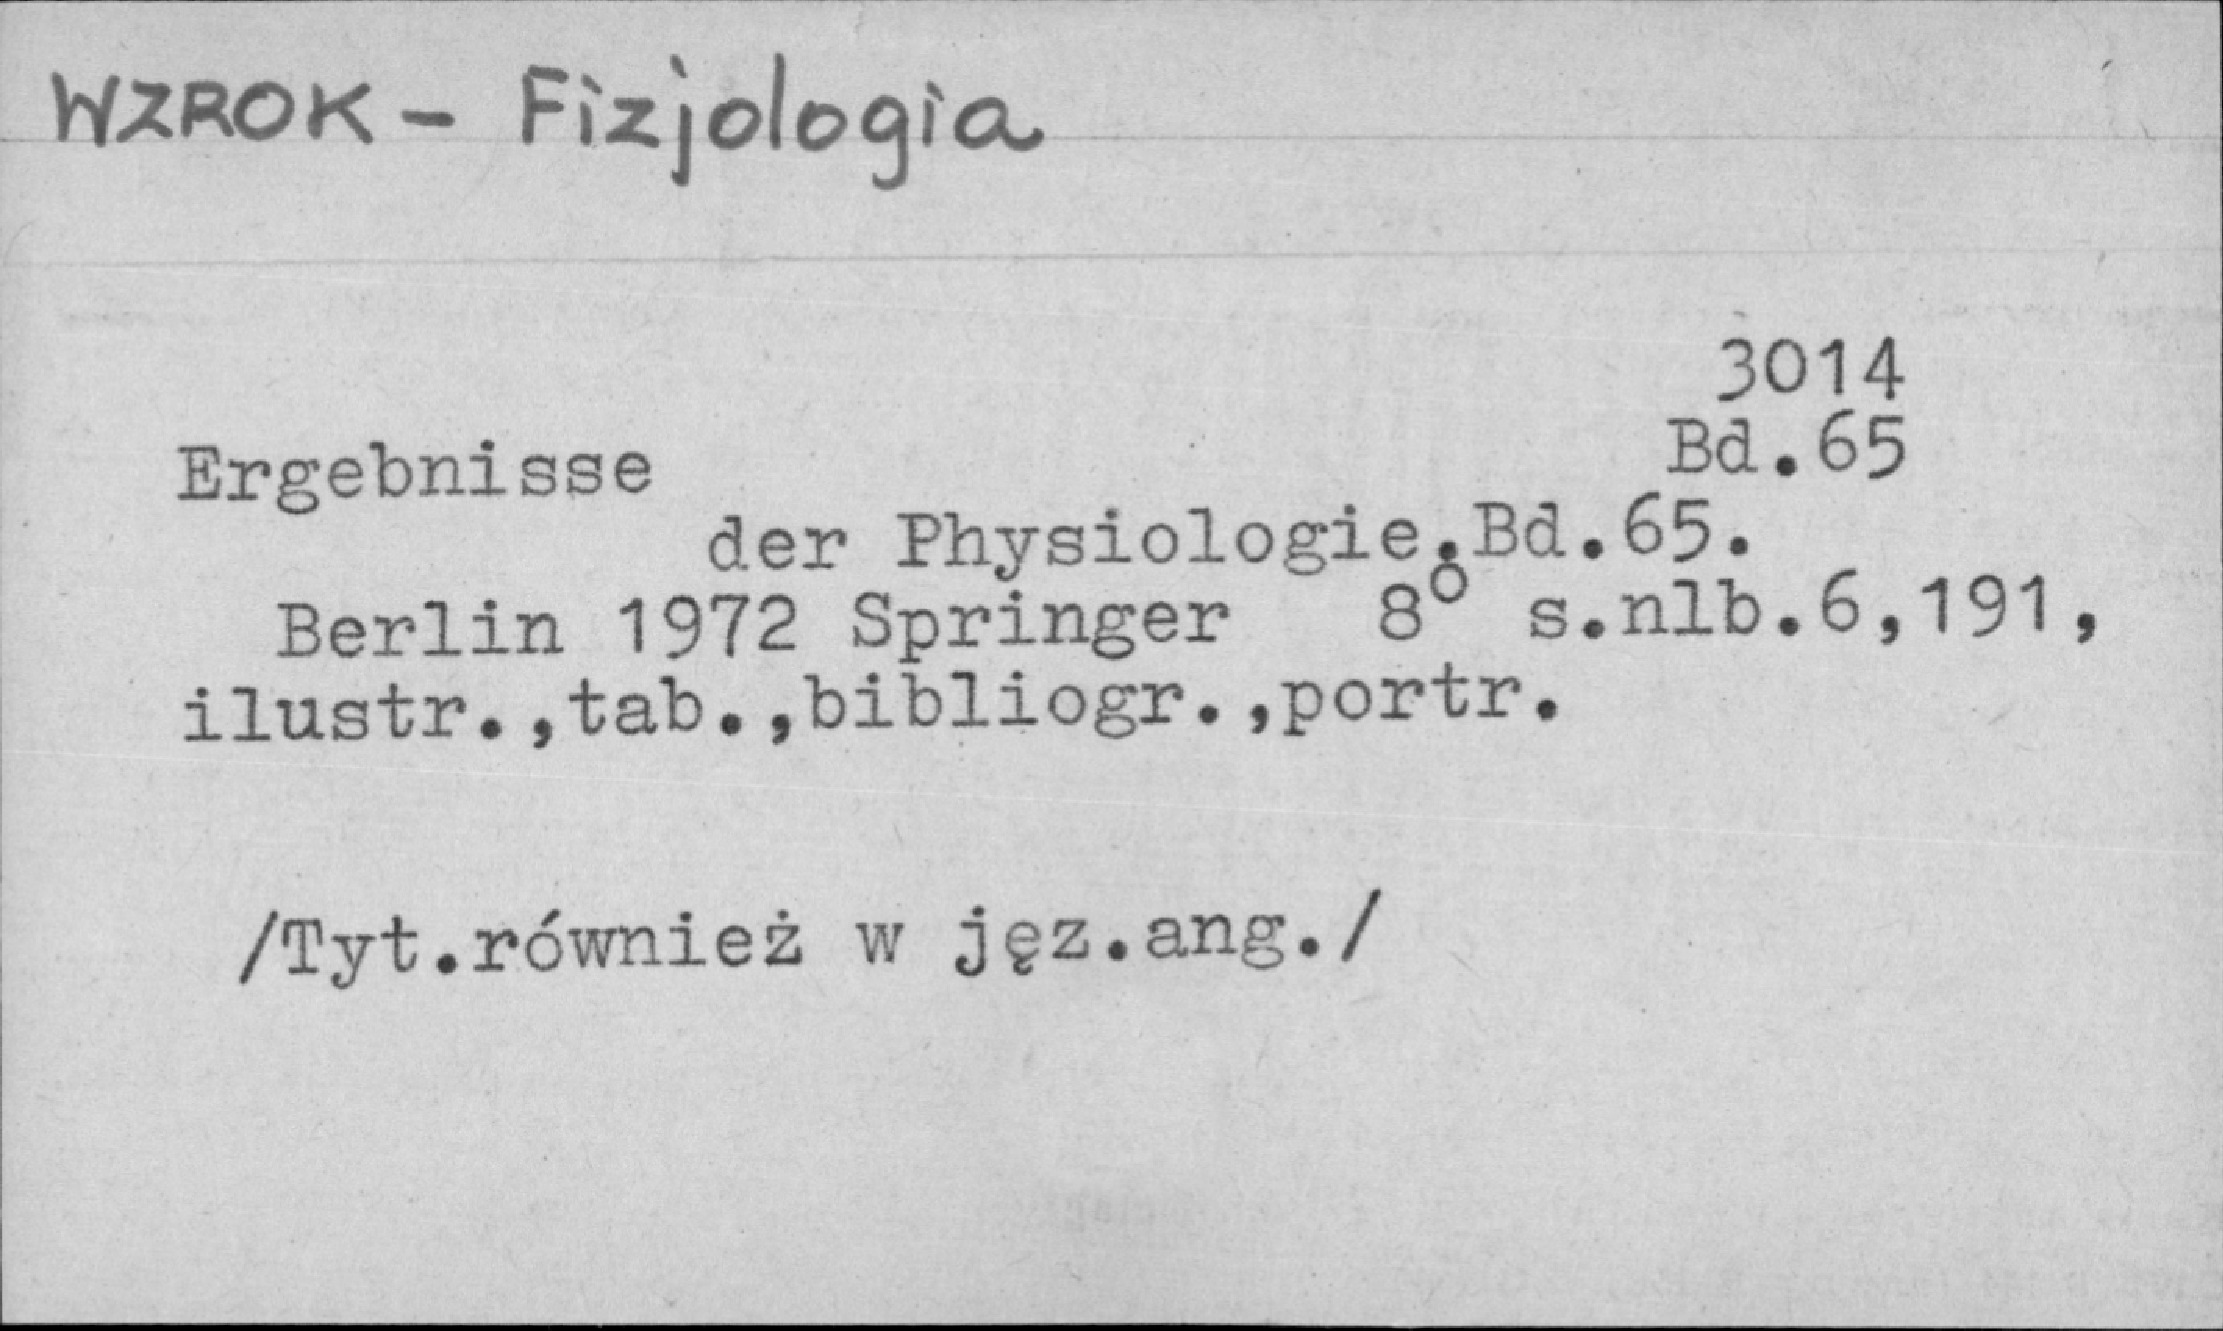 WZROK - Fizjologia
3014
Bd.65
Ergebnisse
der Physiologie.Bd.65.
Berlin 1972 Springer 8° s.nlb.6,191,
ilustr.,tab.,bibliogr.,portr.
/Tyt.również w jęz.ang./